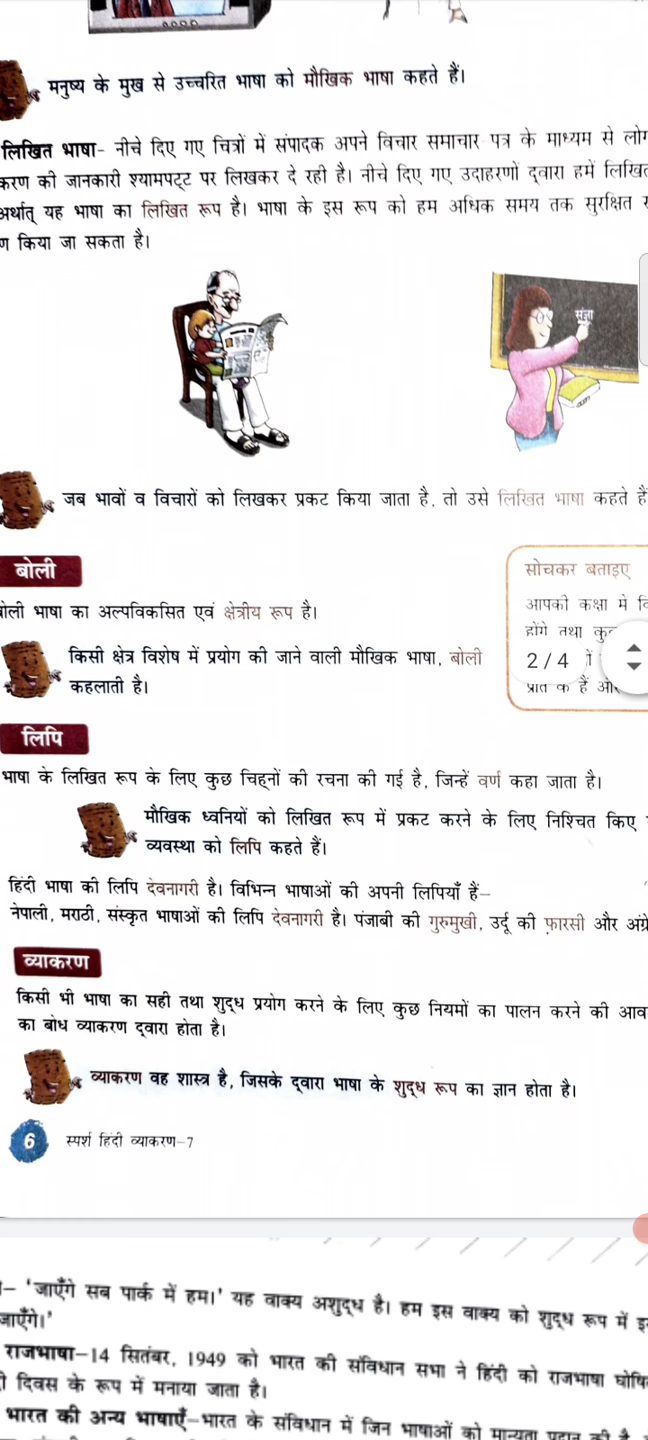 मनुष्य के मुख से उच्चरित भाषा को मौखिक भाषा कहते हैं।
लिखित भाषा- नीचे दिए गए चित्रों में संपादक अपने विचार समाचार पत्र के माध्यम से
करण की जानकारी श्यामपट्ट पर लिखकर दे रही है। नीचे दिए गए उदाहरणों द्वारा हमें
अर्थात् यह भाषा का लिखित रूप है। भाषा के इस रूप को हम अधिक समय तक सुरक्षित
किया जा सकता है।
संज्ञा
जब भावों व विचारों को लिखकर प्रकट किया जाता है, तो उसे लिखित भाषा कहते हैं
बोली
बोली भाषा का अल्पविकसित एवं क्षेत्रीय रूप है।
किसी क्षेत्र विशेष में प्रयोग की जाने वाली मौखिक भाषा, बोली
कहलाती है।
सोचकर बताइए
आपकी कक्षा में
होंगे तथा
2 / 4
हैं
लिपि
भाषा के लिखित रूप के लिए कुछ चिह्नों की रचना की गई है, जिन्हें वर्ण कहा जाता है।
मौखिक ध्वनियों को लिखित रूप में प्रकट करने के लिए निश्चित किए
व्यवस्था को लिपि कहते हैं।
हिंदी भाषा की लिपि देवनागरी है। विभिन्न भाषाओं की अपनी लिपियाँ हैं–
नेपाली, मराठी, संस्कृत भाषाओं की लिपि देवनागरी है। पंजाबी की गुरुमुखी, उर्दू की फ़ारसी और
व्याकरण
किसी भी भाषा का सही तथा शुद्ध प्रयोग करने के लिए कुछ नियमों का पालन करने की
का बोध व्याकरण द्वारा होता है।
व्याकरण वह शास्त्र है, जिसके द्वारा भाषा के शुद्ध रूप का ज्ञान होता है।
6 स्पर्श हिंदी व्याकरण–7
– 'जाएँगे सब पार्क में हम।' यह वाक्य अशुद्ध है। हम इस वाक्य को शुद्ध रूप में
जाएँगे।'
राजभाषा–14 सितंबर, 1949 को भारत की संविधान सभा ने हिंदी को राजभाषा
दिवस के रूप में मनाया जाता है।
भारत की अन्य भाषाएँ–भारत के संविधान में जिन भाषाओं को मान्यता प्रदान की है